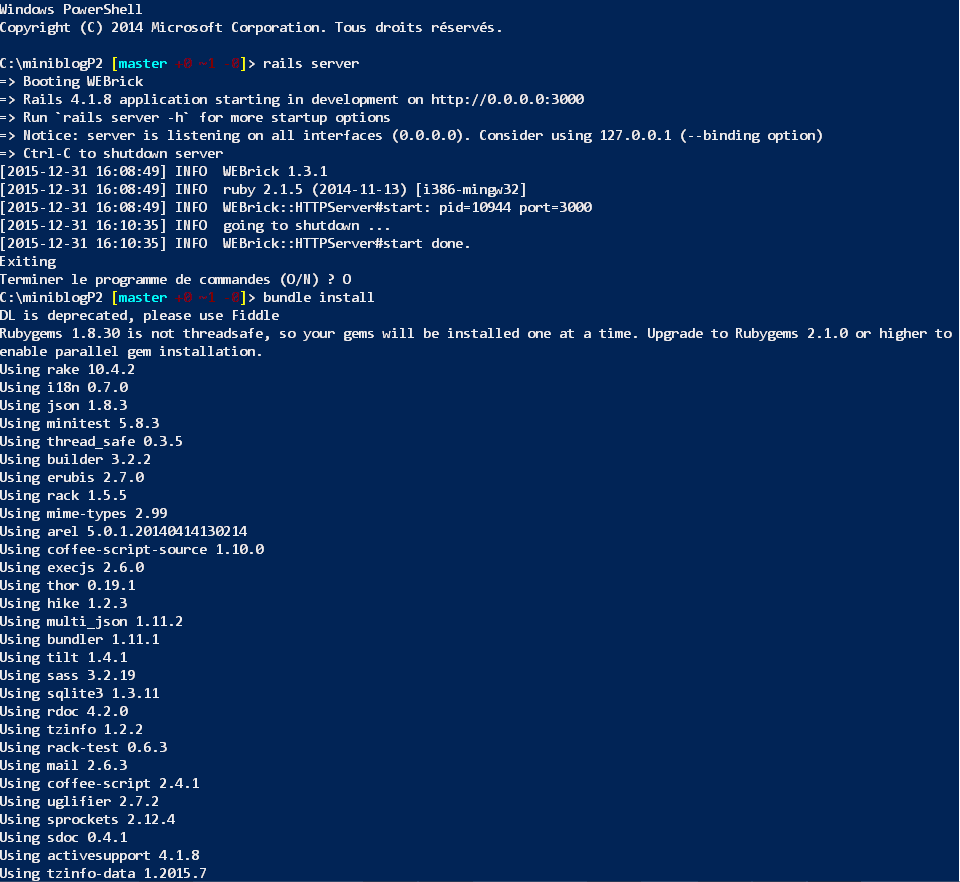 Windows PowerShell
Copyright (C) 2014 Microsoft Corporation. Tous droits réservés.
C:\miniblogP2 [master +0 ~1 -0]> rails server
=> Booting WEBrick
=> Rails 4.1.8 application starting in development on http://0.0.0.0:3000
=> Run `rails server -h` for more startup options
=> Notice: server is listening on all interfaces (0.0.0.0). Consider using 127.0.0.1 (--binding option)
=> Ctrl-C to shutdown server
[2015-12-31 16:08:49] INFO  WEBrick 1.3.1
[2015-12-31 16:08:49] INFO  ruby 2.1.5 (2014-11-13) [i386-mingw32]
[2015-12-31 16:08:49] INFO  WEBrick::HTTPServer#start: pid=10944 port=3000
[2015-12-31 16:10:35] INFO  going to shutdown ...
[2015-12-31 16:10:35] INFO  WEBrick::HTTPServer#start done.
Exiting
Terminer le programme de commandes (O/N) ? O
C:\miniblogP2 [master +0 ~1 -0]> bundle install
DL is deprecated, please use Fiddle
Rubygems 1.8.30 is not threadsafe, so your gems will be installed one at a time. Upgrade to Rubygems 2.1.0 or higher to
enable parallel gem installation.
Using rake 10.4.2
Using i18n 0.7.0
Using json 1.8.3
Using minitest 5.8.3
Using thread_safe 0.3.5
Using builder 3.2.2
Using erubis 2.7.0
Using rack 1.5.5
Using mime-types 2.99
Using arel 5.0.1.20140414130214
Using coffee-script-source 1.10.0
Using execjs 2.6.0
Using thor 0.19.1
Using hike 1.2.3
Using multi_json 1.11.2
Using bundler 1.11.1
Using tilt 1.4.1
Using sass 3.2.19
Using sqlite3 1.3.11
Using rdoc 4.2.0
Using tzinfo 1.2.2
Using rack-test 0.6.3
Using mail 2.6.3
Using coffee-script 2.4.1
Using uglifier 2.7.2
Using sprockets 2.12.4
Using sdoc 0.4.1
Using activesupport 4.1.8
Using tzinfo-data 1.2015.7